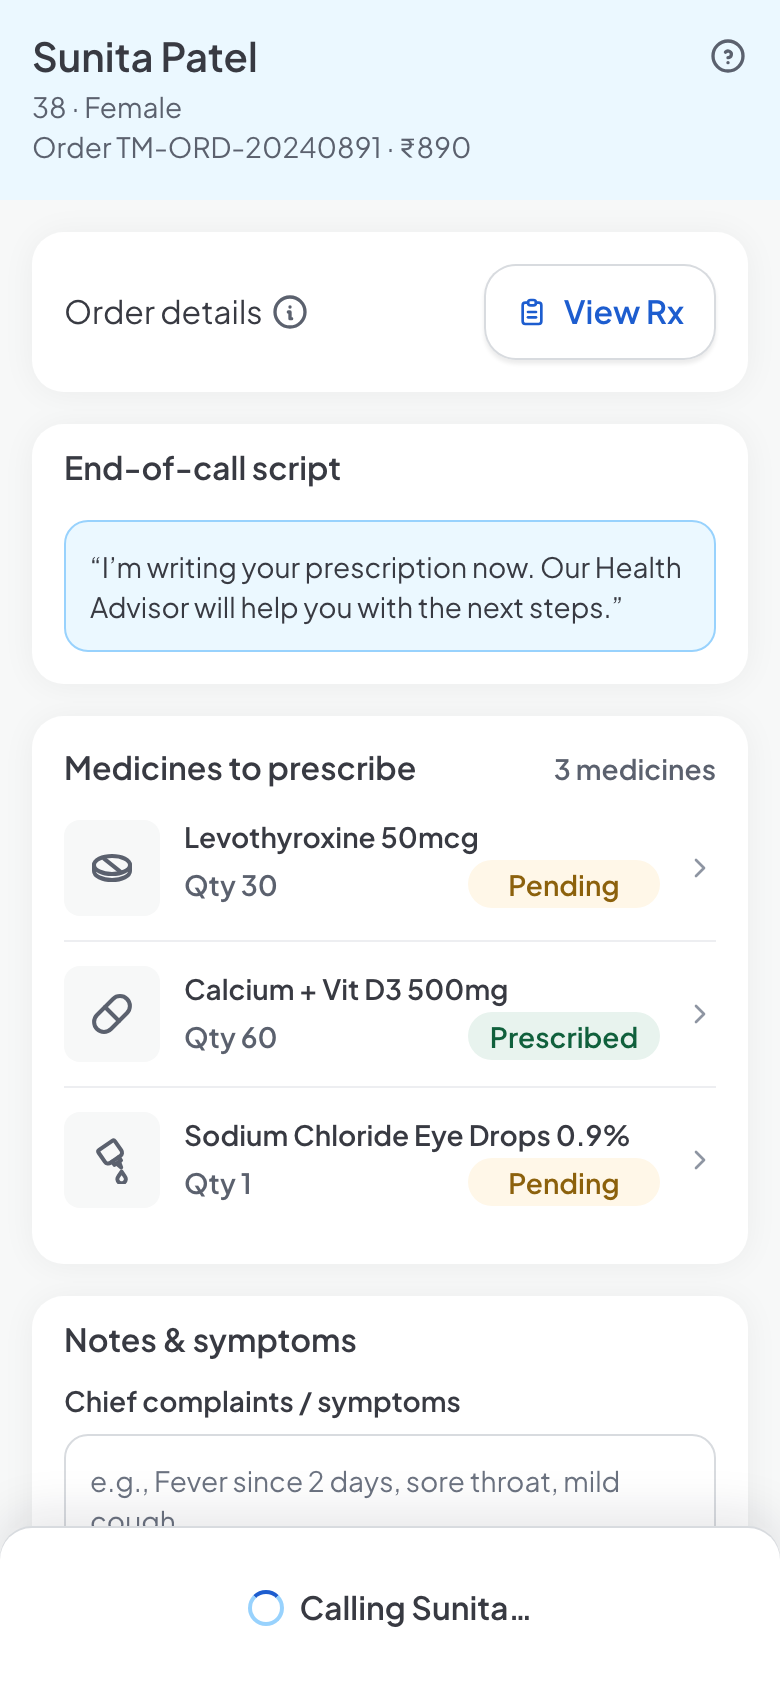 Sunita Patel
38 · Female
Order TM-ORD-20240891 · ₹890
Order details
View Rx
End-of-call script
“I’m writing your prescription now. Our Health
Advisor will help you with the next steps.”
Medicines to prescribe
3 medicines
Levothyroxine 50mcg
Qty 30
Pending
Calcium + Vit D3 500mg
Qty 60
Prescribed
Sodium Chloride Eye Drops 0.9%
Qty 1
Pending
Notes & symptoms
Chief complaints / symptoms
e.g., Fever since 2 days, sore throat, mild
cough
Calling Sunita...